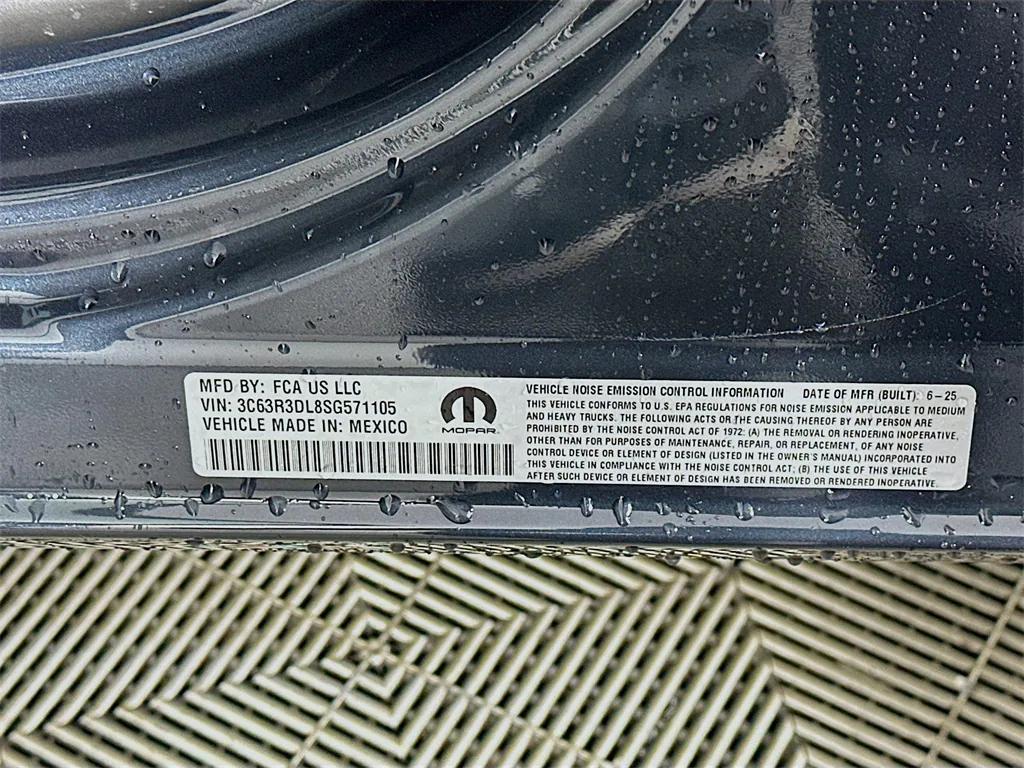 MFD BY: FCA US LLC
VIN: 3C63R3DL8SG571105
VEHICLE MADE IN: MEXICO
MOPAR
VEHICLE NOISE EMISSION CONTROL INFORMATION DATE OF MFR (BUILT): 6-25
THIS VEHICLE CONFORMS TO U.S. EPA REGULATIONS FOR NOISE EMISSION APPLICABLE TO MEDIUM
AND HEAVY TRUCKS. THE FOLLOWING ACTS OR THE CAUSING THEREOF BY ANY PERSON ARE
PROHIBITED BY THE NOISE CONTROL ACT OF 1972: (A) THE REMOVAL OR RENDERING INOPERATIVE,
OTHER THAN FOR PURPOSES OF MAINTENANCE, REPAIR, OR REPLACEMENT, OF ANY NOISE
CONTROL DEVICE OR ELEMENT OF DESIGN (LISTED IN THE OWNER'S MANUAL) INCORPORATED INTO
THIS VEHICLE IN COMPLIANCE WITH THE NOISE CONTROL ACT; (B) THE USE OF THIS VEHICLE
AFTER SUCH DEVICE OR ELEMENT OF DESIGN HAS BEEN REMOVED OR RENDERED INOPERATIVE.